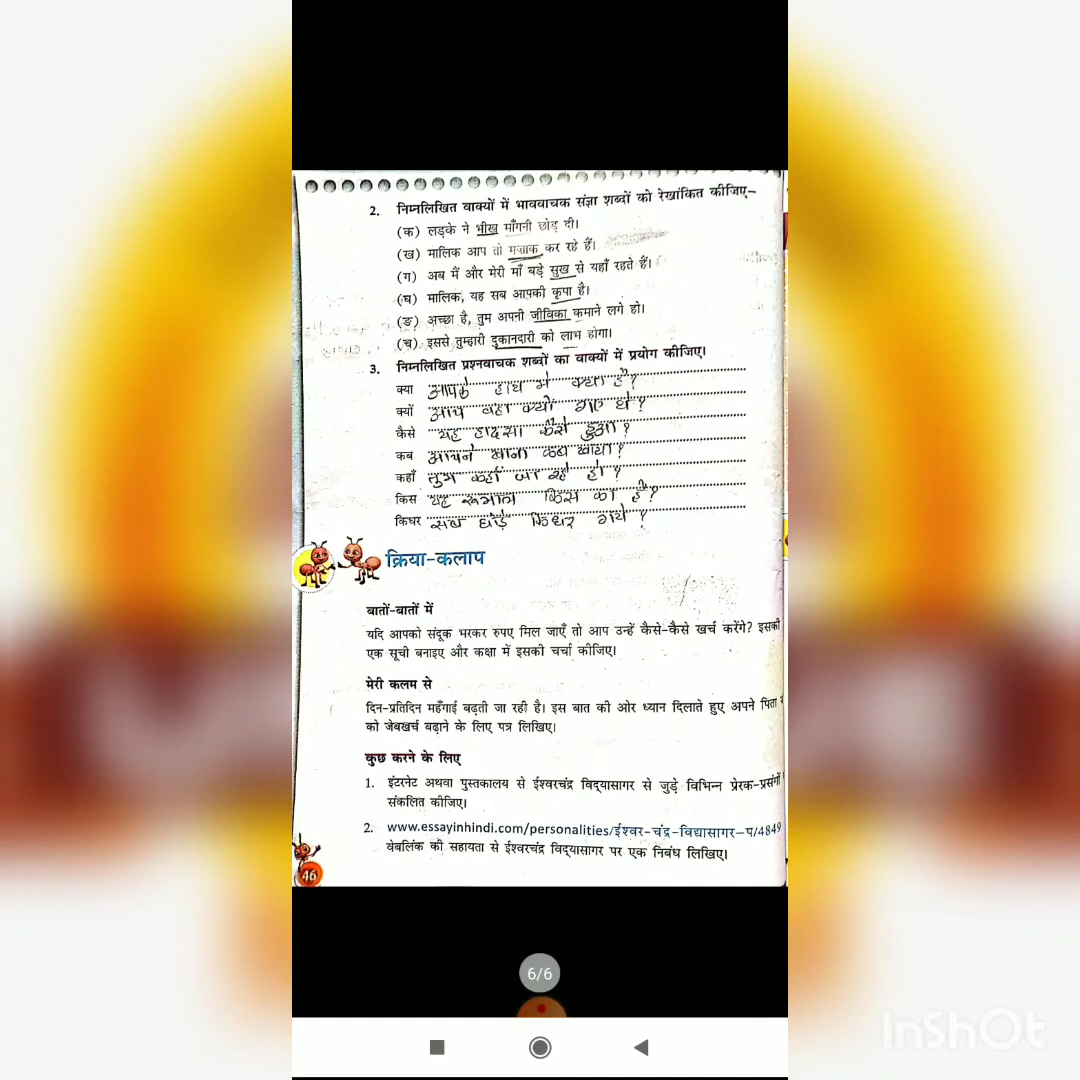 2. निम्नलिखित वाक्यों में भाववाचक संज्ञा शब्दों को रेखांकित कीजिए–
(क) लड़के ने भीख माँगनी छोड़ दी।
(ख) मालिक आप तो मज़ाक कर रहे हैं।
(ग) अब मैं और मेरी माँ बड़े सुख से यहाँ रहते हैं।
(घ) मालिक, यह सब आपकी कृपा है।
(ङ) अच्छा है, तुम अपनी जीविका कमाने लगे हो।
(च) इससे तुम्हारी दुकानदारी को लाभ होगा।
3. निम्नलिखित प्रश्नवाचक शब्दों का वाक्यों में प्रयोग कीजिए।
क्या आपके हाथ मे क्या है?
क्यों आप वहा क्यों गए थे?
कैसे यह हादसा कैसे हुआ?
कब आपने खाना कब खाया?
कहाँ तुम कहाँ जा रहे हो?
किस यह रूमाल किस का है?
किधर सब घोड़े किधर गये?
क्रिया-कलाप
बातों-बातों में
यदि आपको संदूक भरकर रुपए मिल जाएँ तो आप उन्हें कैसे-कैसे खर्च करेंगे? इसकी
एक सूची बनाइए और कक्षा में इसकी चर्चा कीजिए।
मेरी कलम से
दिन-प्रतिदिन महँगाई बढ़ती जा रही है। इस बात की ओर ध्यान दिलाते हुए अपने पिता
को जेबखर्च बढ़ाने के लिए पत्र लिखिए।
कुछ करने के लिए
1. इंटरनेट अथवा पुस्तकालय से ईश्वरचंद्र विद्यासागर से जुड़े विभिन्न प्रेरक-प्रसंगों
संकलित कीजिए।
2. www.essayinhindi.com/personalities/ईश्वर-चंद्र-विद्यासागर-प/4849
वेबलिंक की सहायता से ईश्वरचंद्र विद्यासागर पर एक निबंध लिखिए।
46
6/6
InShOt